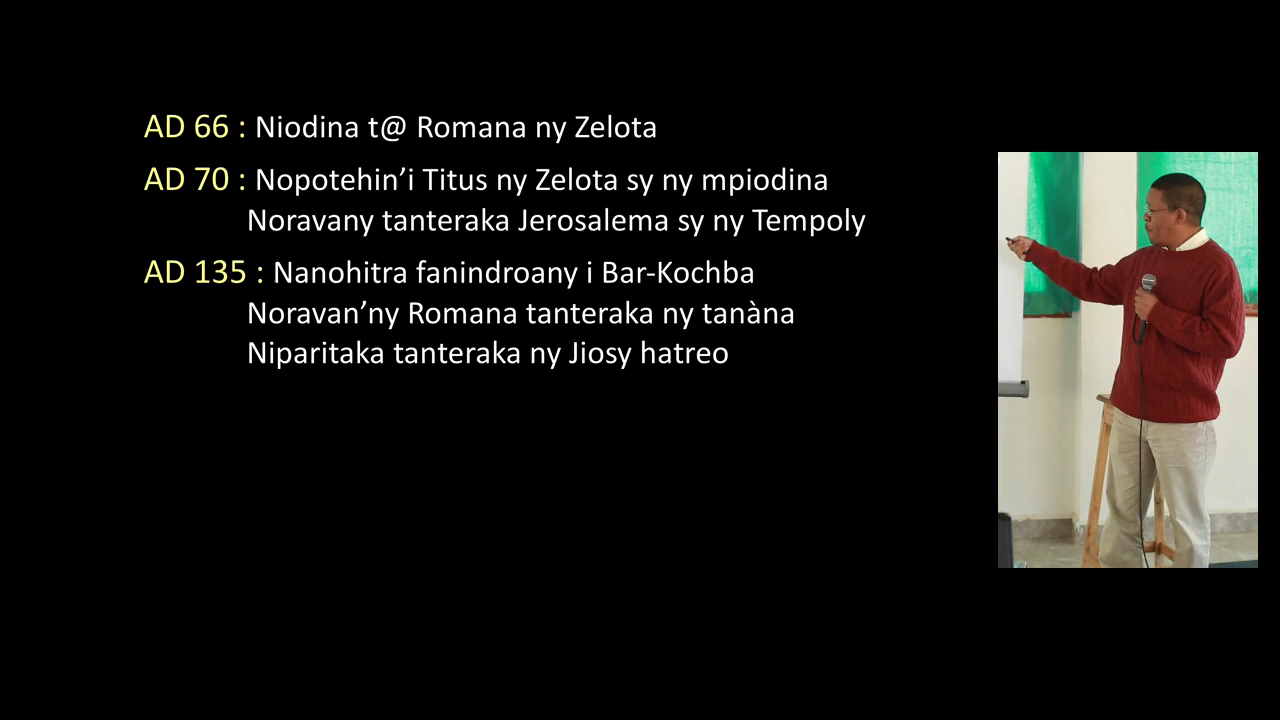 AD 66 : Niodina t@ Romana ny Zelota
AD 70 : Nopotehin’i Titus ny Zelota sy ny mpiodina
Noravany tanteraka Jerosalema sy ny Tempoly
AD 135 : Nanohitra fanindroany i Bar-Kochba
Noravan’ny Romana tanteraka ny tanàna
Niparitaka tanteraka ny Jiosy hatreo